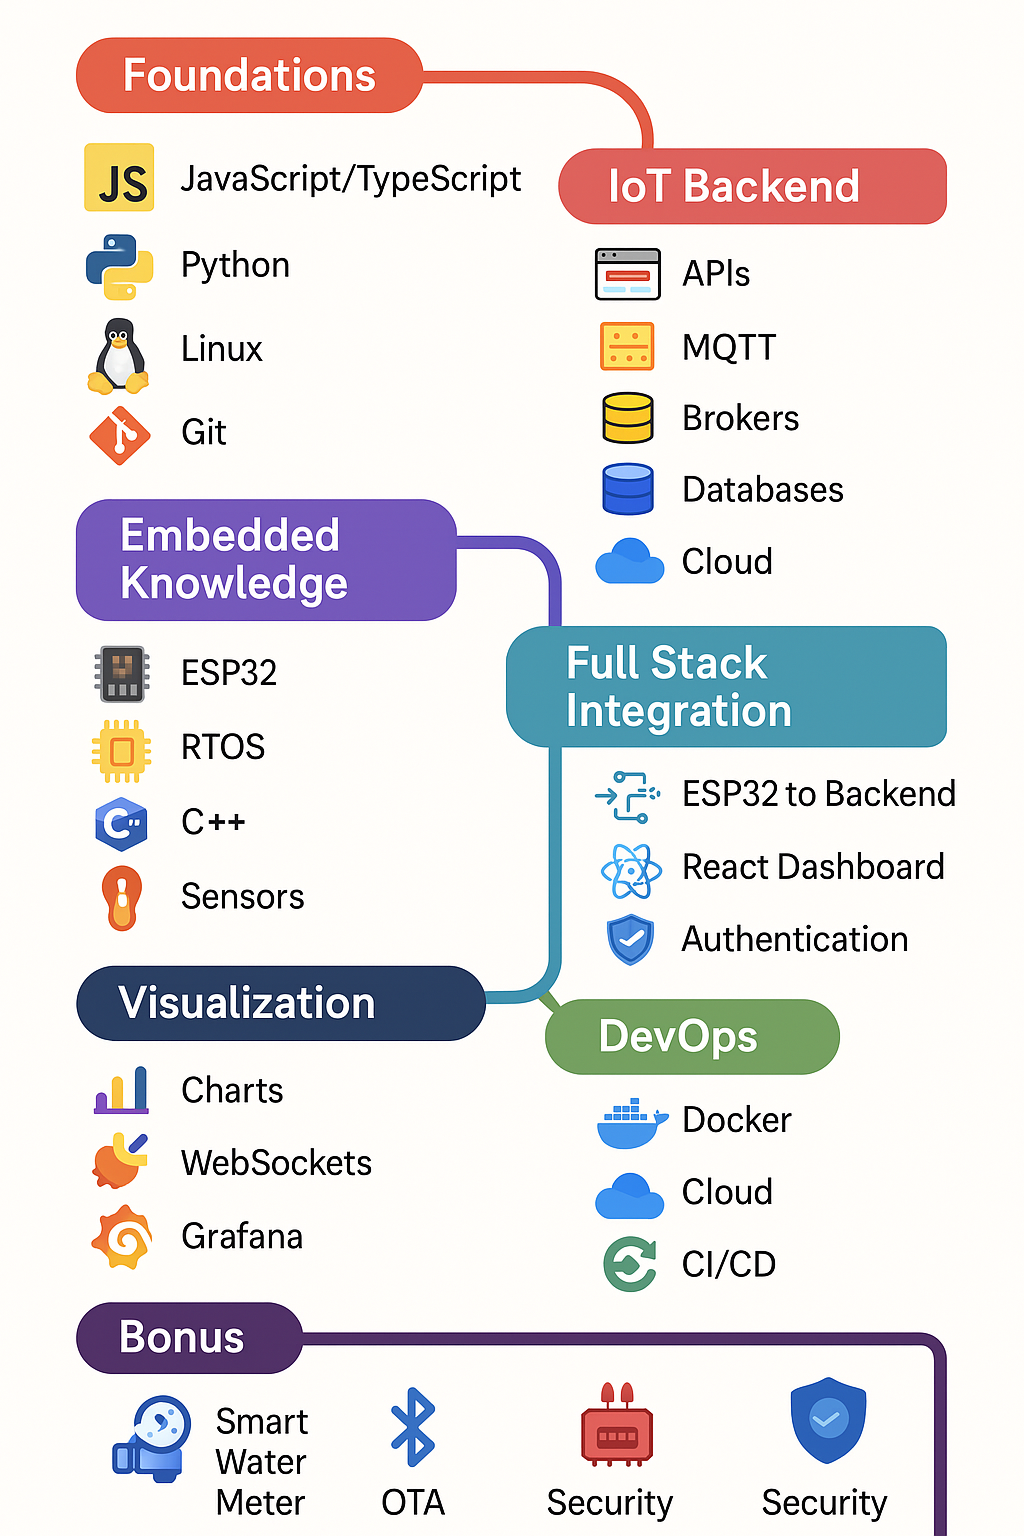 Foundations
JS
JavaScript/TypeScript
Python
Linux
Git
IoT Backend
APIs
MQTT
Brokers
Databases
Cloud
Embedded
Knowledge
ESP32
RTOS
C"
C++
Sensors
Full Stack
Integration
ESP32 to Backend
React Dashboard
Authentication
Visualization
Charts
WebSockets
Grafana
DevOps
Docker
Cloud
CI/CD
Bonus
Smart
Water
Meter
OTA
Security
Security